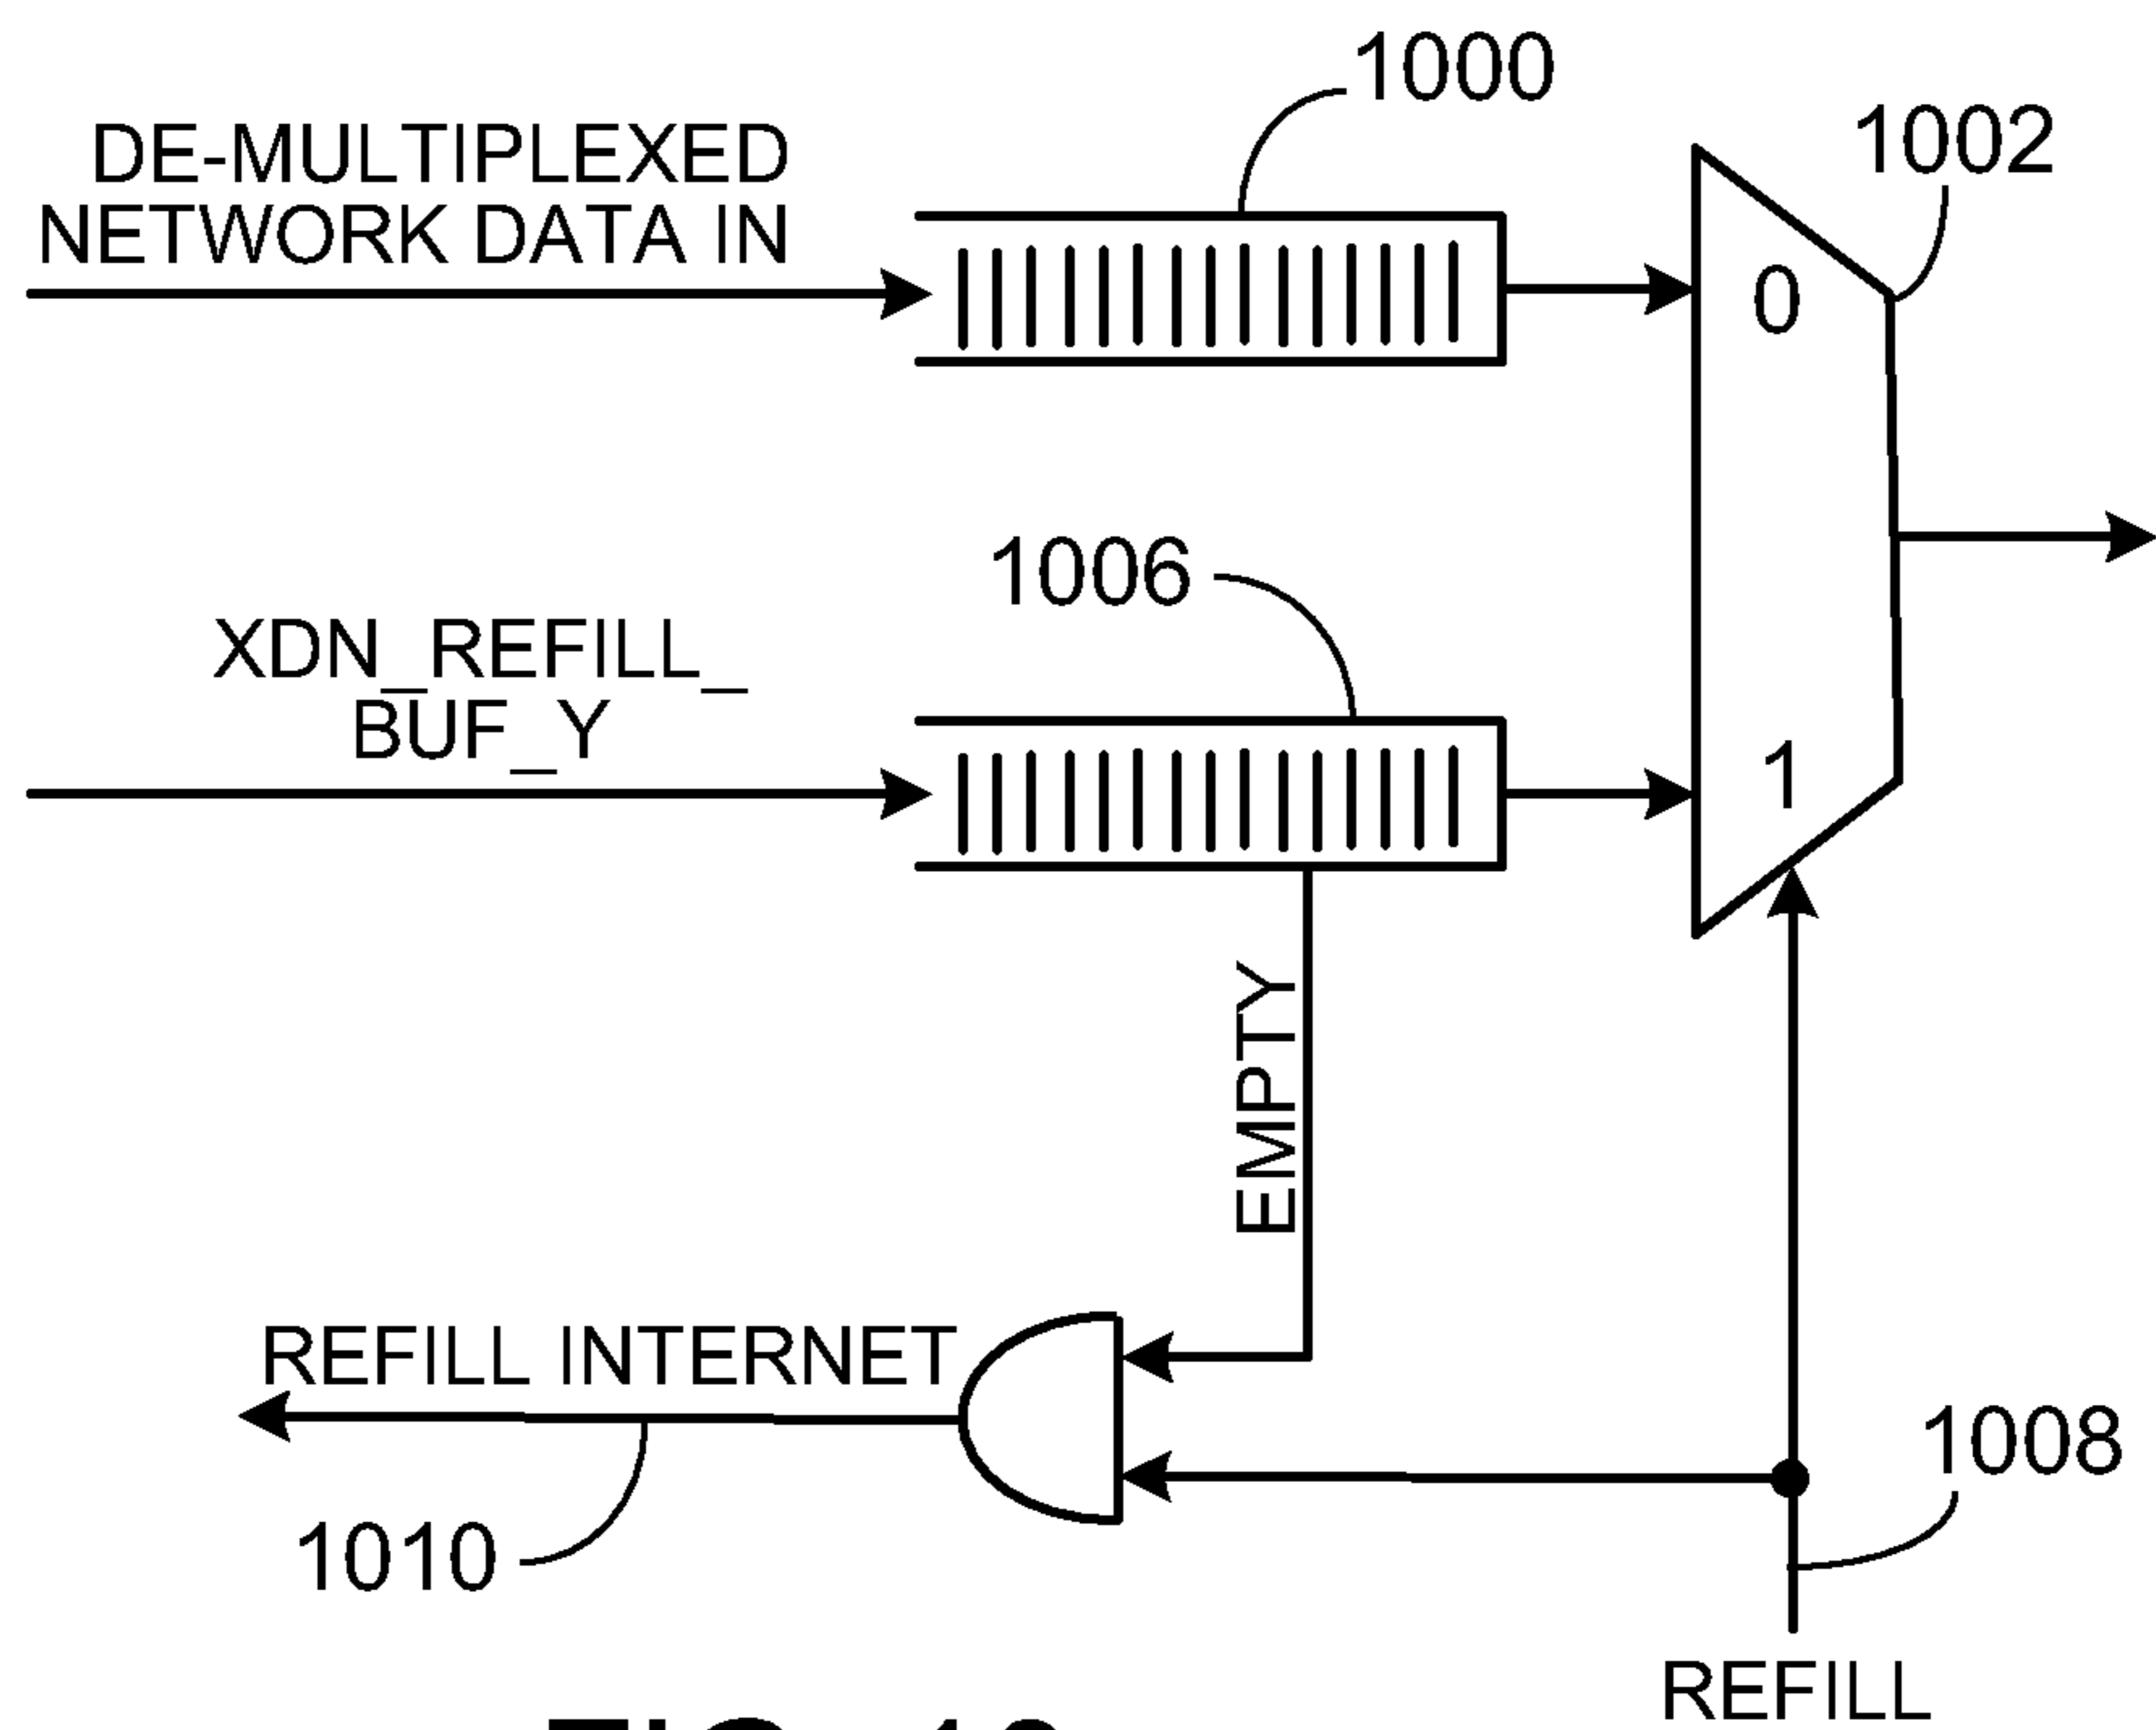 1000
1002
DE-MULTIPLEXED
NETWORK DATA IN
0
1006
XDN_REFILL_
BUF_Y
1
EMPTY
REFILL INTERNET
1008
1010
REFILL